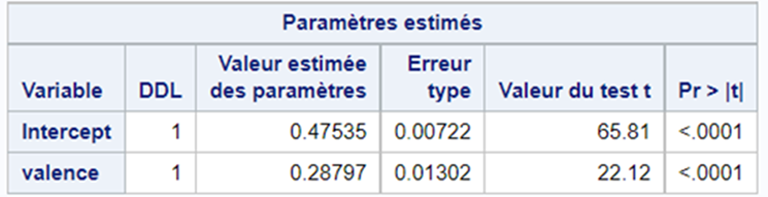 Paramètres estimés
Variable DDL Valeur estimée des paramètres Erreur type Valeur du test t Pr > |t|
Intercept 1 0.47535 0.00722 65.81 <.0001
valence 1 0.28797 0.01302 22.12 <.0001